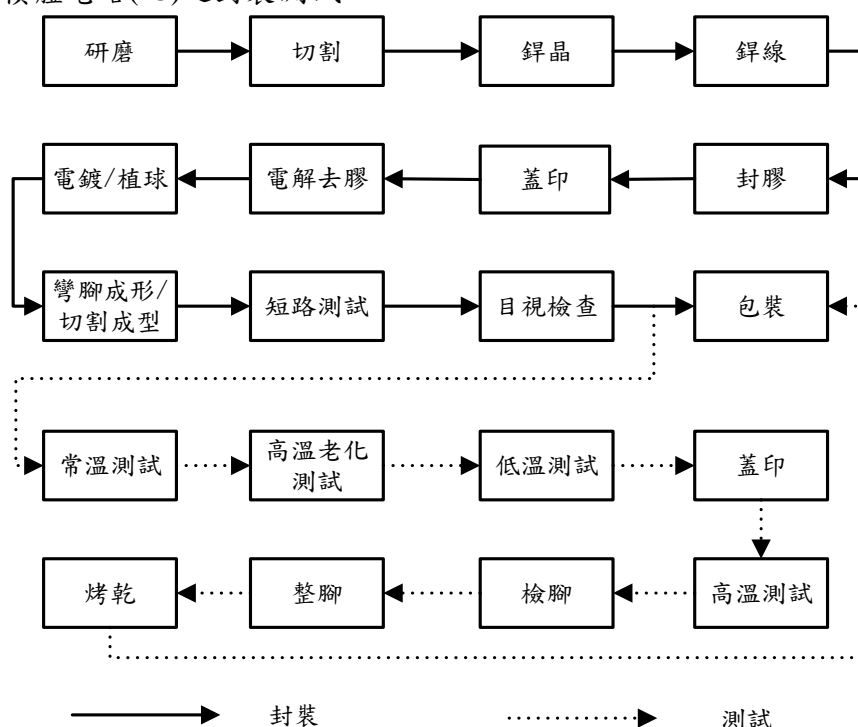 研磨
切割
銲晶
銲線
電鍍/植球
電解去膠
蓋印
封膠
彎腳成形/
切割成型
短路測試
目視檢查
包裝
常溫測試
高溫老化
測試
低溫測試
蓋印
烤乾
整腳
檢腳
高溫測試
封裝
測試